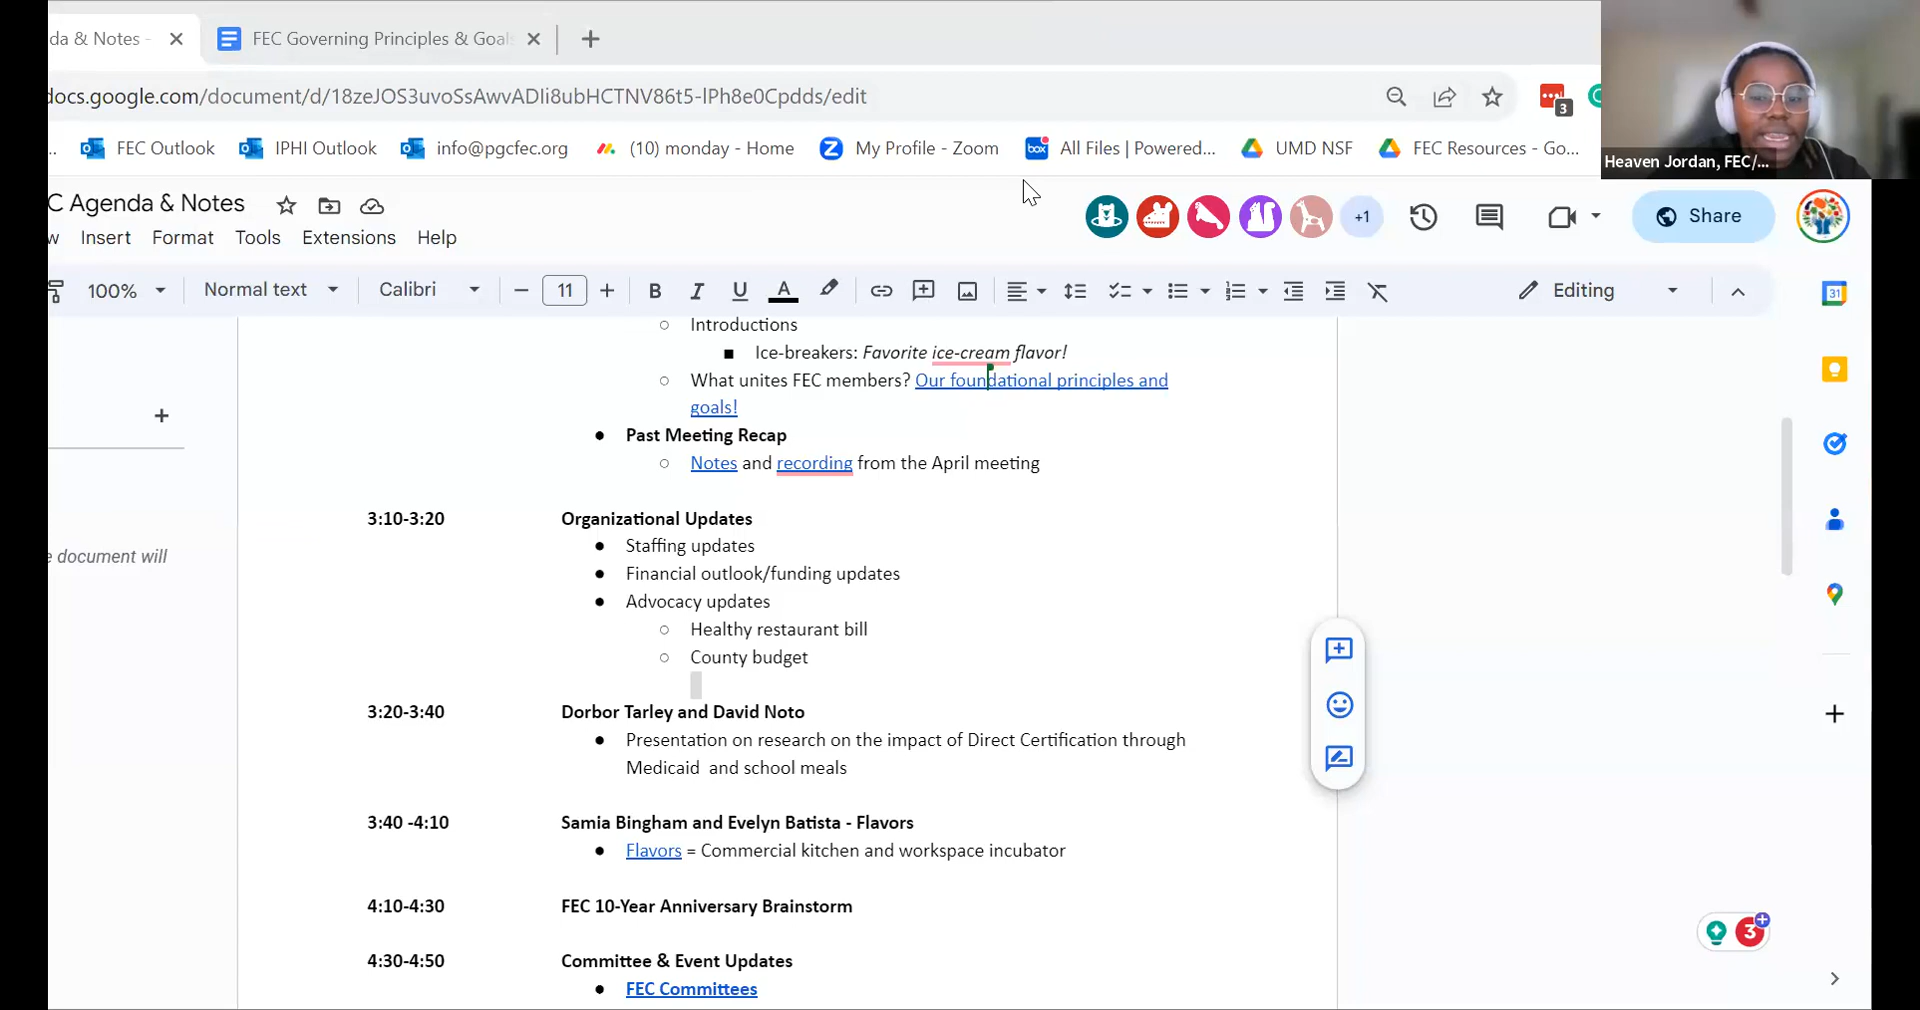 da & Notes -
FEC Governing Principles & Goals
docs.google.com/document/d/18zeJOS3uvoSsAwvADIi8ubHCTNV86t5-lPh8e0Cpdds/edit
3
... FEC Outlook IPHI Outlook info@pgcfec.org (10) monday - Home My Profile - Zoom box All Files | Powered... UMD NSF FEC Resources - Go...
Heaven Jordan, FEC/...
C Agenda & Notes
+1
Share
w Insert Format Tools Extensions Help
100% Normal text Calibri 11 B I U A Editing
31
Introductions
Ice-breakers: Favorite ice-cream flavor!
What unites FEC members? Our foundational principles and
goals!
Past Meeting Recap
Notes and recording from the April meeting
3:10-3:20 Organizational Updates
Staffing updates
e document will
Financial outlook/funding updates
Advocacy updates
Healthy restaurant bill
County budget
3:20-3:40 Dorbor Tarley and David Noto
Presentation on research on the impact of Direct Certification through
Medicaid and school meals
3:40 -4:10 Samia Bingham and Evelyn Batista - Flavors
Flavors = Commercial kitchen and workspace incubator
4:10-4:30 FEC 10-Year Anniversary Brainstorm
3
4:30-4:50 Committee & Event Updates
FEC Committees